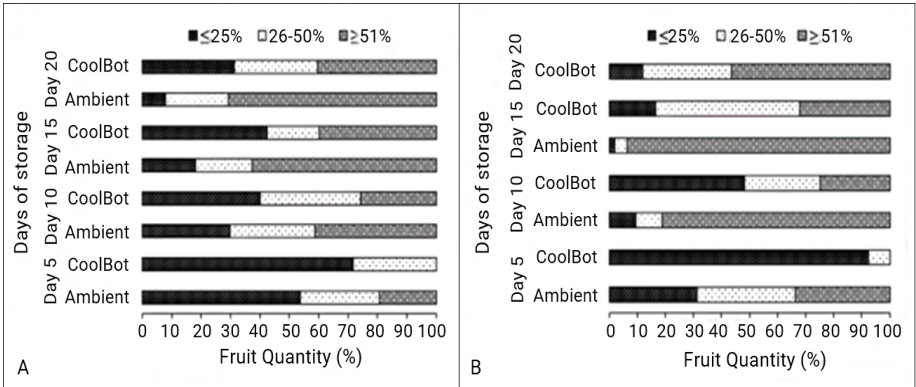 ≤25% 26-50% ≥51%
Days of storage
Day 20
CoolBot
Ambient
Day 15
CoolBot
Ambient
Day 10
CoolBot
Ambient
Day 5
CoolBot
Ambient
0 10 20 30 40 50 60 70 80 90 100
Fruit Quantity (%)
A
≤25% 26-50% ≥51%
Days of storage
Day 20
CoolBot
Day 15
CoolBot
Ambient
Day 10
CoolBot
Ambient
Day 5
CoolBot
Ambient
0 10 20 30 40 50 60 70 80 90 100
Fruit Quantity (%)
B